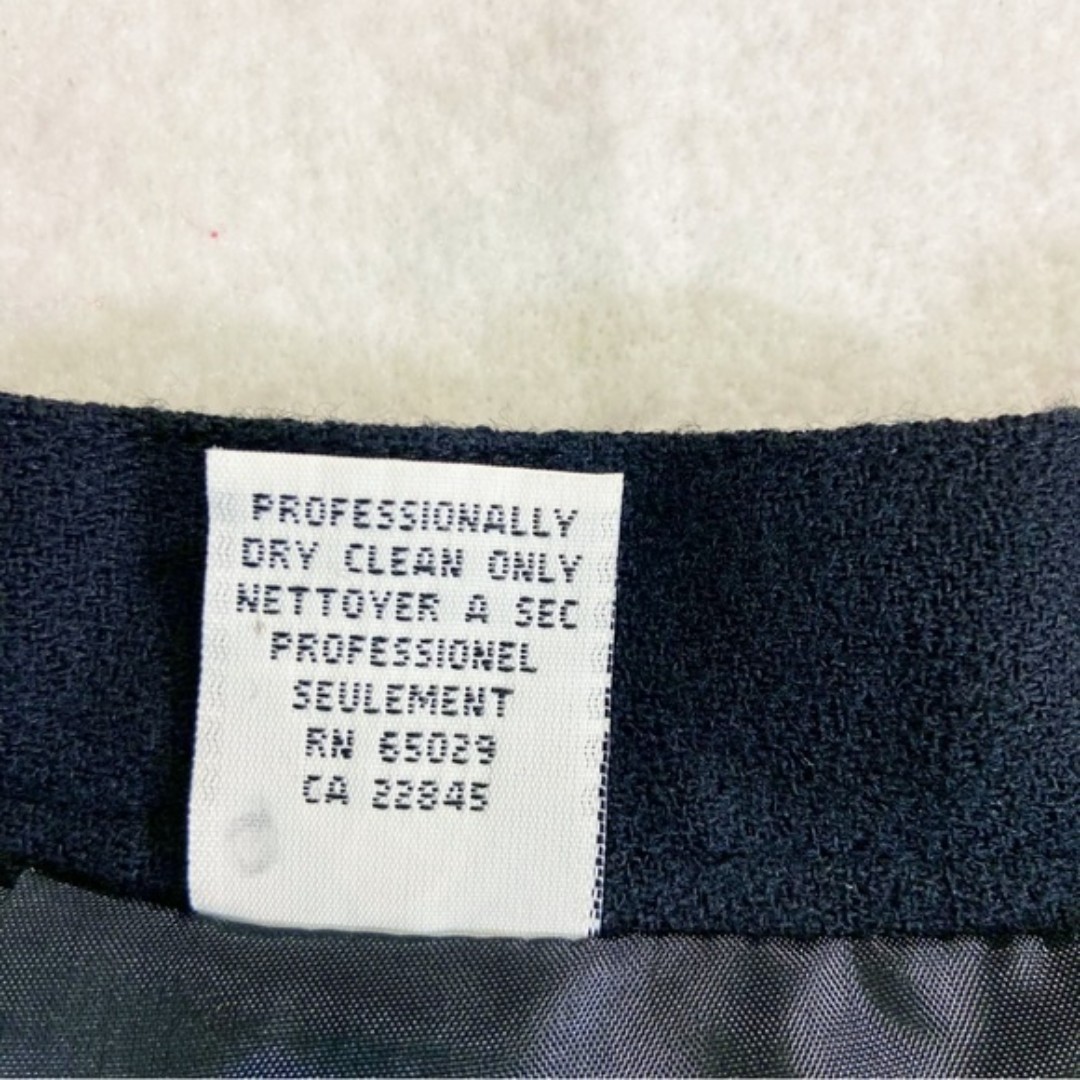 PROFESSIONALLY
DRY CLEAN ONLY
NETTOYER A SEC
PROFESSIONEL
SEULEMENT
RN 65029
CA 22845